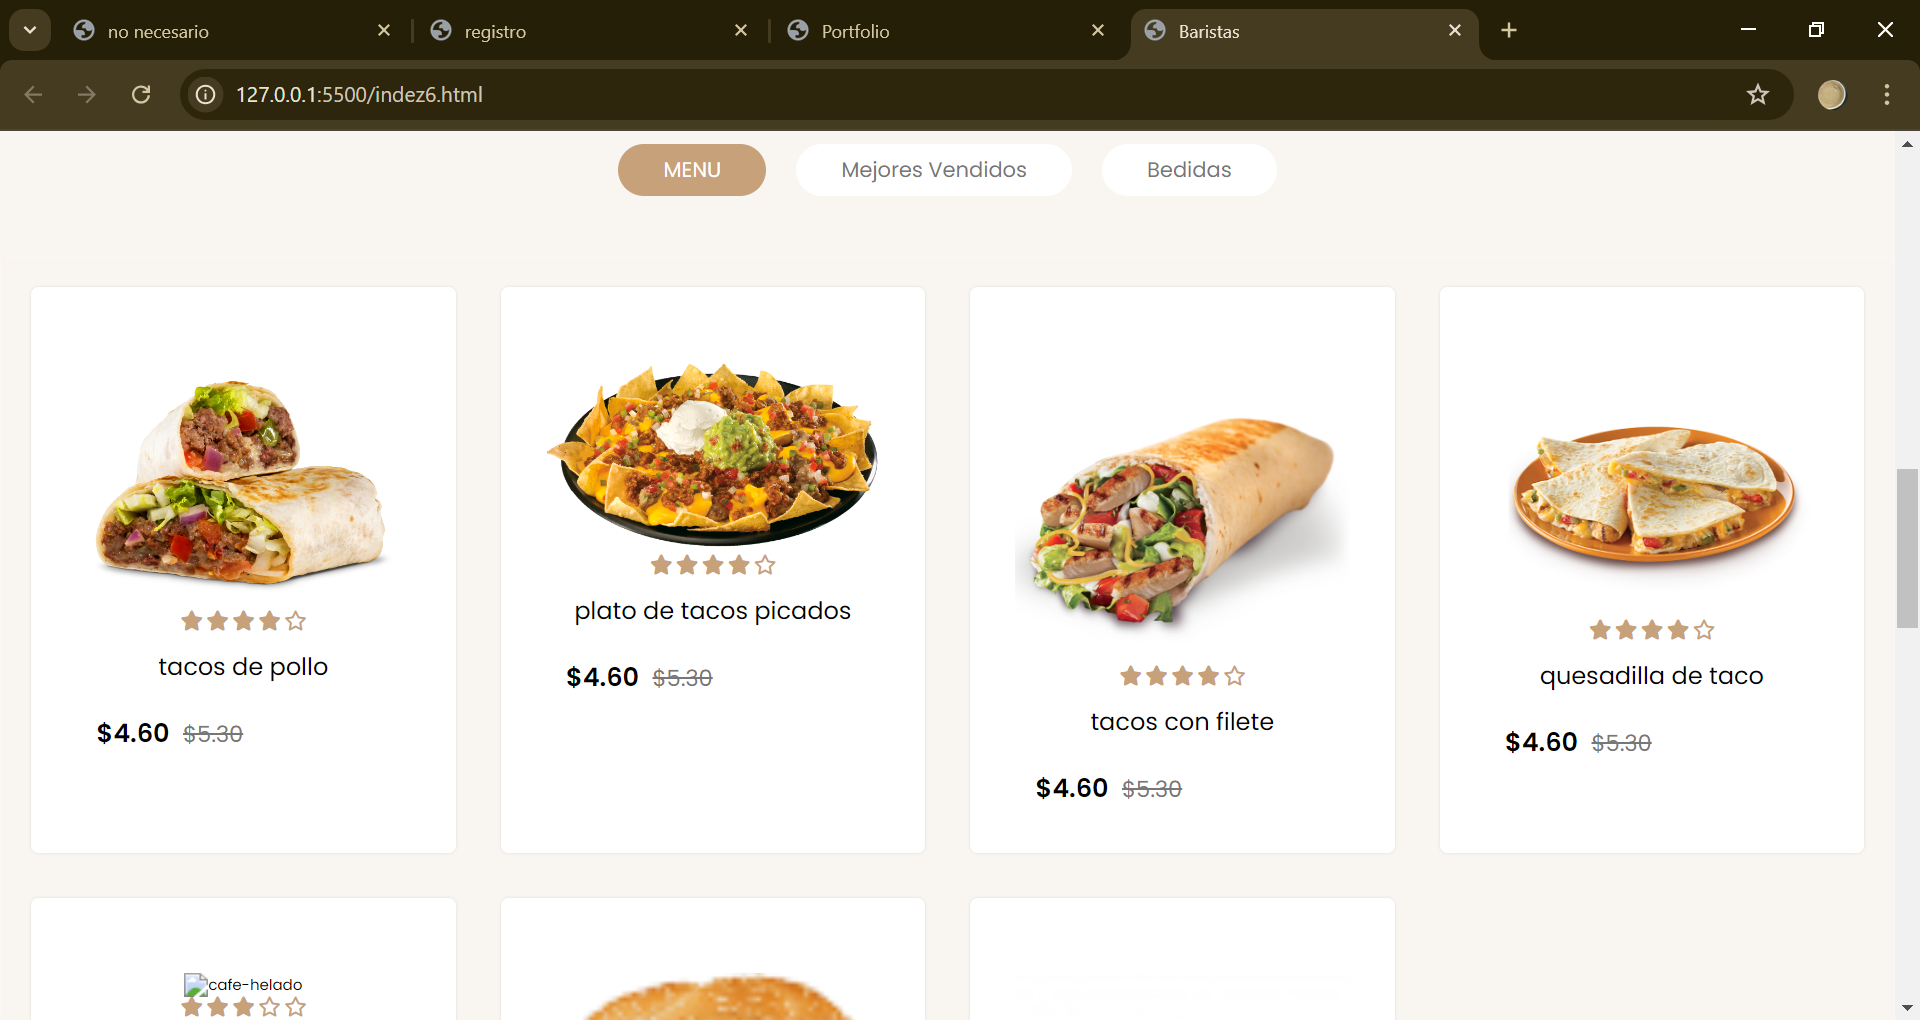 no necesario
registro
Portfolio
Baristas
127.0.0.1:5500/indez6.html
MENU
Mejores Vendidos
Bedidas
tacos de pollo
$4.60 $5.30
plato de tacos picados
$4.60 $5.30
tacos con filete
$4.60 $5.30
quesadilla de taco
$4.60 $5.30
cafe-helado